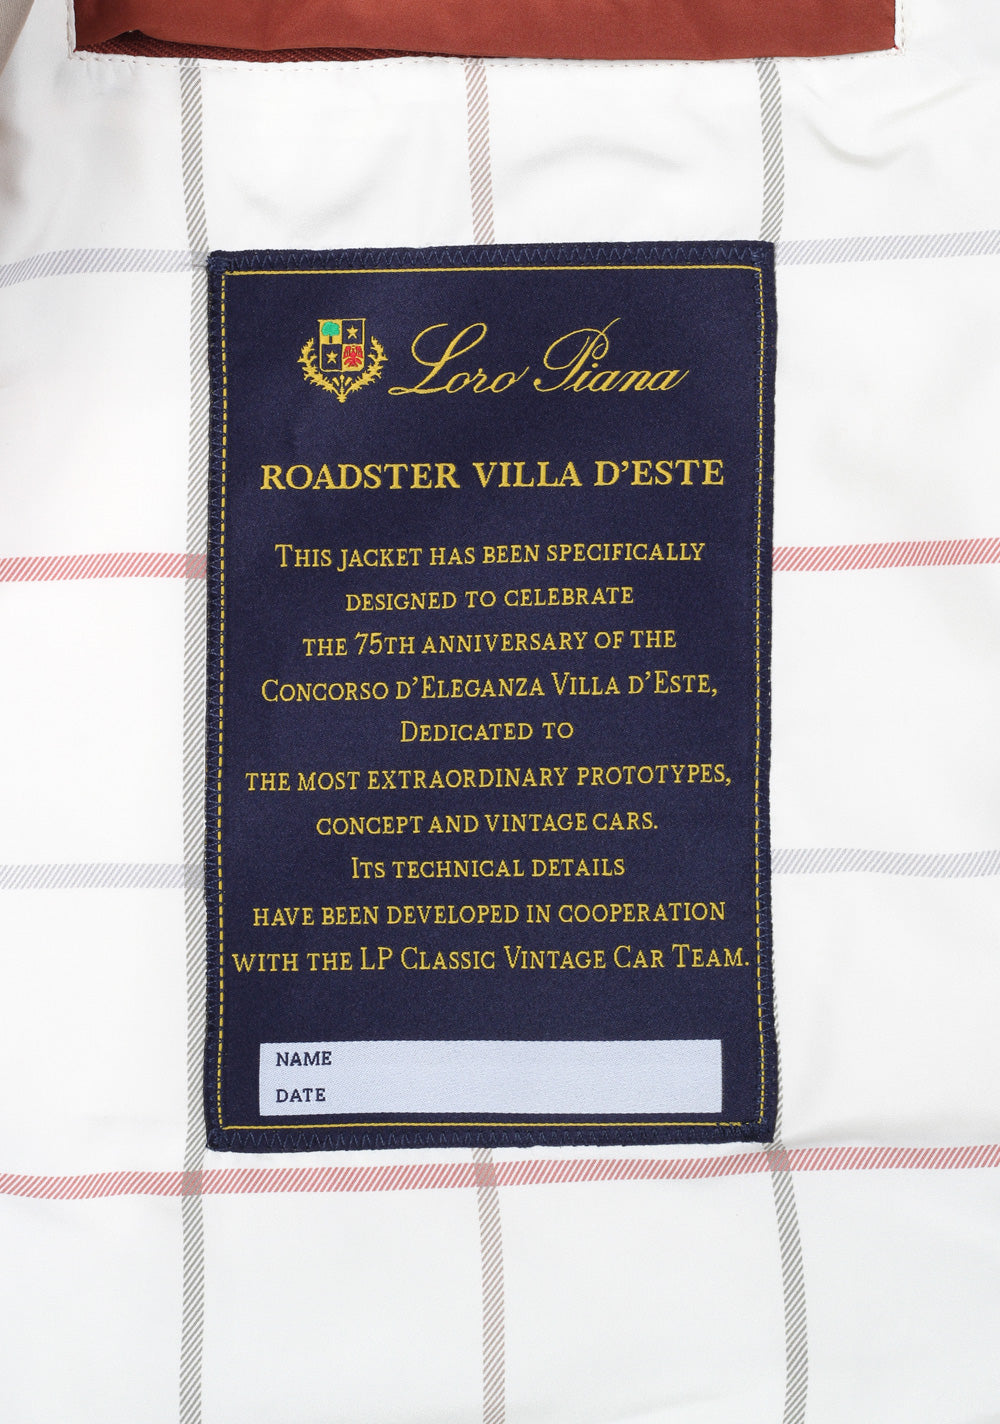 Loro Piana
ROADSTER VILLA D'ESTE
THIS JACKET HAS BEEN SPECIFICALLY
DESIGNED TO CELEBRATE
THE 75TH ANNIVERSARY OF THE
CONCORSO D'ELEGANZA VILLA D'ESTE,
DEDICATED TO
THE MOST EXTRAORDINARY PROTOTYPES,
CONCEPT AND VINTAGE CARS.
ITS TECHNICAL DETAILS
HAVE BEEN DEVELOPED IN COOPERATION
WITH THE LP CLASSIC VINTAGE CAR TEAM.
NAME
DATE